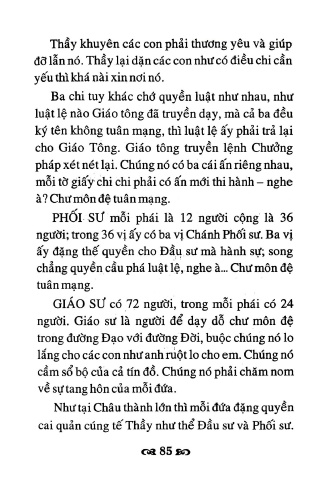 Thầy khuyên các con phải thương yêu và giúp
đỡ lẫn nó. Thầy lại dặn các con như có điều chi cần
yếu thì khá nài xin nơi nó.
Ba chi tuy khác chớ quyền luật như nhau, như
luật lệ nào Giáo tông đã truyền dạy, mà cả ba đều
ký tên không tuân mạng, thì luật lệ ấy phải trả lại
cho Giáo Tông. Giáo tông truyền lệnh Chưởng
pháp xét nét lại. Chúng nó có ba cái ấn riêng nhau,
mỗi tờ giấy chi chi phải có ấn mới thi hành – nghe
à? Chư môn đệ tuân mạng.
PHỐI SƯ mỗi phái là 12 người cộng là 36
người; trong 36 vị ấy có ba vị Chánh Phối sư. Ba vị
ấy đặng thế quyền cho Đầu sư mà hành sự; song
chẳng quyền cầu phá luật lệ, nghe à... Chư môn đệ
tuân mạng.
GIÁO SƯ có 72 người, trong mỗi phái có 24
người. Giáo sư là người để dạy dỗ chư môn đệ
trong đường Đạo với đường Đời, buộc chúng nó lo
lắng cho các con như anh ruột lo cho em. Chúng nó
cầm sổ bộ của cả tín đồ. Chúng nó phải chăm nom
về sự tang hôn của mỗi đứa.
Như tại Châu thành lớn thì mỗi đứa đặng quyền
cai quản cúng tế Thầy như thể Đầu sư và Phối sư.
85